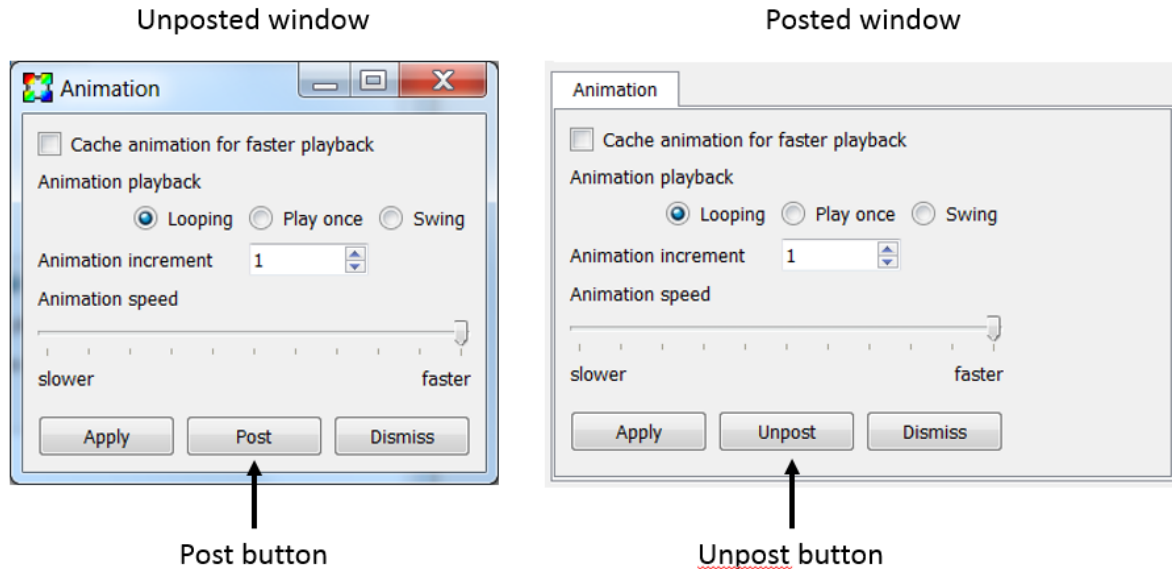 Unposted window
Posted window
Animation
Cache animation for faster playback
Animation playback
Looping Play once Swing
Animation increment 1
Animation speed
slower faster
Apply Post Dismiss
Post button
Animation
Cache animation for faster playback
Animation playback
Looping Play once Swing
Animation increment 1
Animation speed
slower faster
Apply Unpost Dismiss
Unpost button